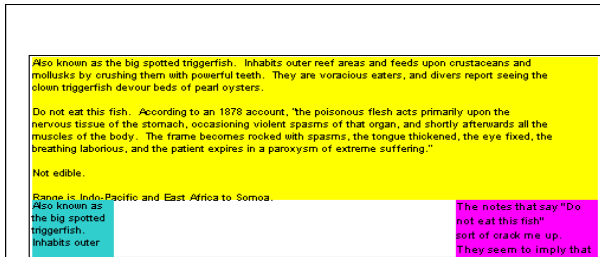 Also known as the big spotted triggerfish.  Inhabits outer reef areas and feeds upon crustaceans and
mollusks by crushing them with powerful teeth.  They are voracious eaters, and divers report seeing the
clown triggerfish devour beds of pearl oysters.
Do not eat this fish.  According to an 1878 account, "the poisonous flesh acts primarily upon the
nervous tissue of the stomach, occasioning violent spasms of that organ, and shortly afterwards all the
muscles of the body.  The frame becomes rocked with spasms, the tongue thickened, the eye fixed, the
breathing laborious, and the patient expires in a paroxysm of extreme suffering."
Not edible.
Range is Indo-Pacific and East Africa to Somoa.
Also known as
the big spotted
triggerfish.
Inhabits outer
The notes that say "Do
not eat this fish"
sort of crack me up.
They seem to imply that